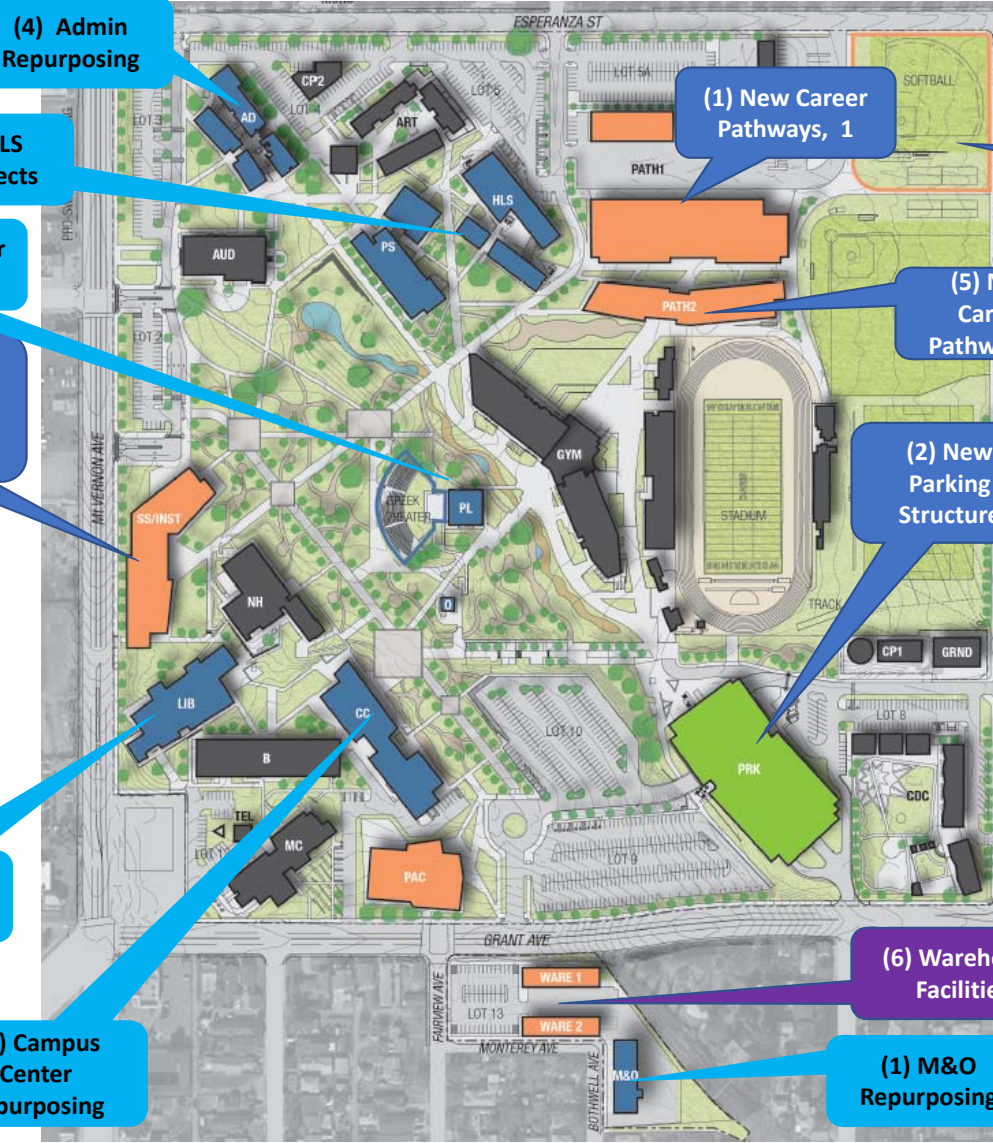 ESPERANZA ST
(4) Admin
Repurposing
CP2
LOT 4
LOT 5
LOT 5A
SOFTBALL
(1) New Career
Pathways, 1
LOT 3
AD
ART
PATH1
LS
ects
HLS
PS
AUD
r
(5) N
Car
Pathw
PATH2
LOT 2
MT. VERNON AVE
GYM
(2) New
Parking
Structure
SS/INST
GREEK
THEATER
PL
STADIUM
WOLVERINES
WOLVERINES
NH
O
TRACK
CP1
GRND
LIB
CC
LOT 10
LOT 8
B
PRK
CDC
TEL
MC
LOT 9
PAC
GRANT AVE
(6) Wareho
Facilitie
WARE 1
FAIRVIEW AVE
LOT 13
WARE 2
MONTEREY AVE
) Campus
Center
purposing
BOTHWELL AVE
M&O
(1) M&O
Repurposing